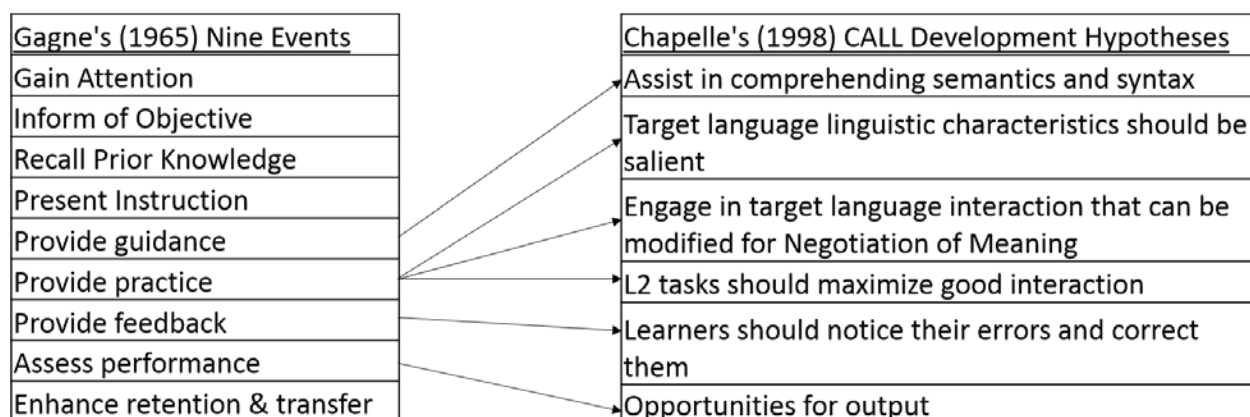 Gagne's (1965) Nine Events
Gain Attention
Inform of Objective
Recall Prior Knowledge
Present Instruction
Provide guidance
Provide practice
Provide feedback
Assess performance
Enhance retention & transfer
Chapelle's (1998) CALL Development Hypotheses
Assist in comprehending semantics and syntax
Target language linguistic characteristics should be
salient
Engage in target language interaction that can be
modified for Negotiation of Meaning
L2 tasks should maximize good interaction
Learners should notice their errors and correct
them
Opportunities for output